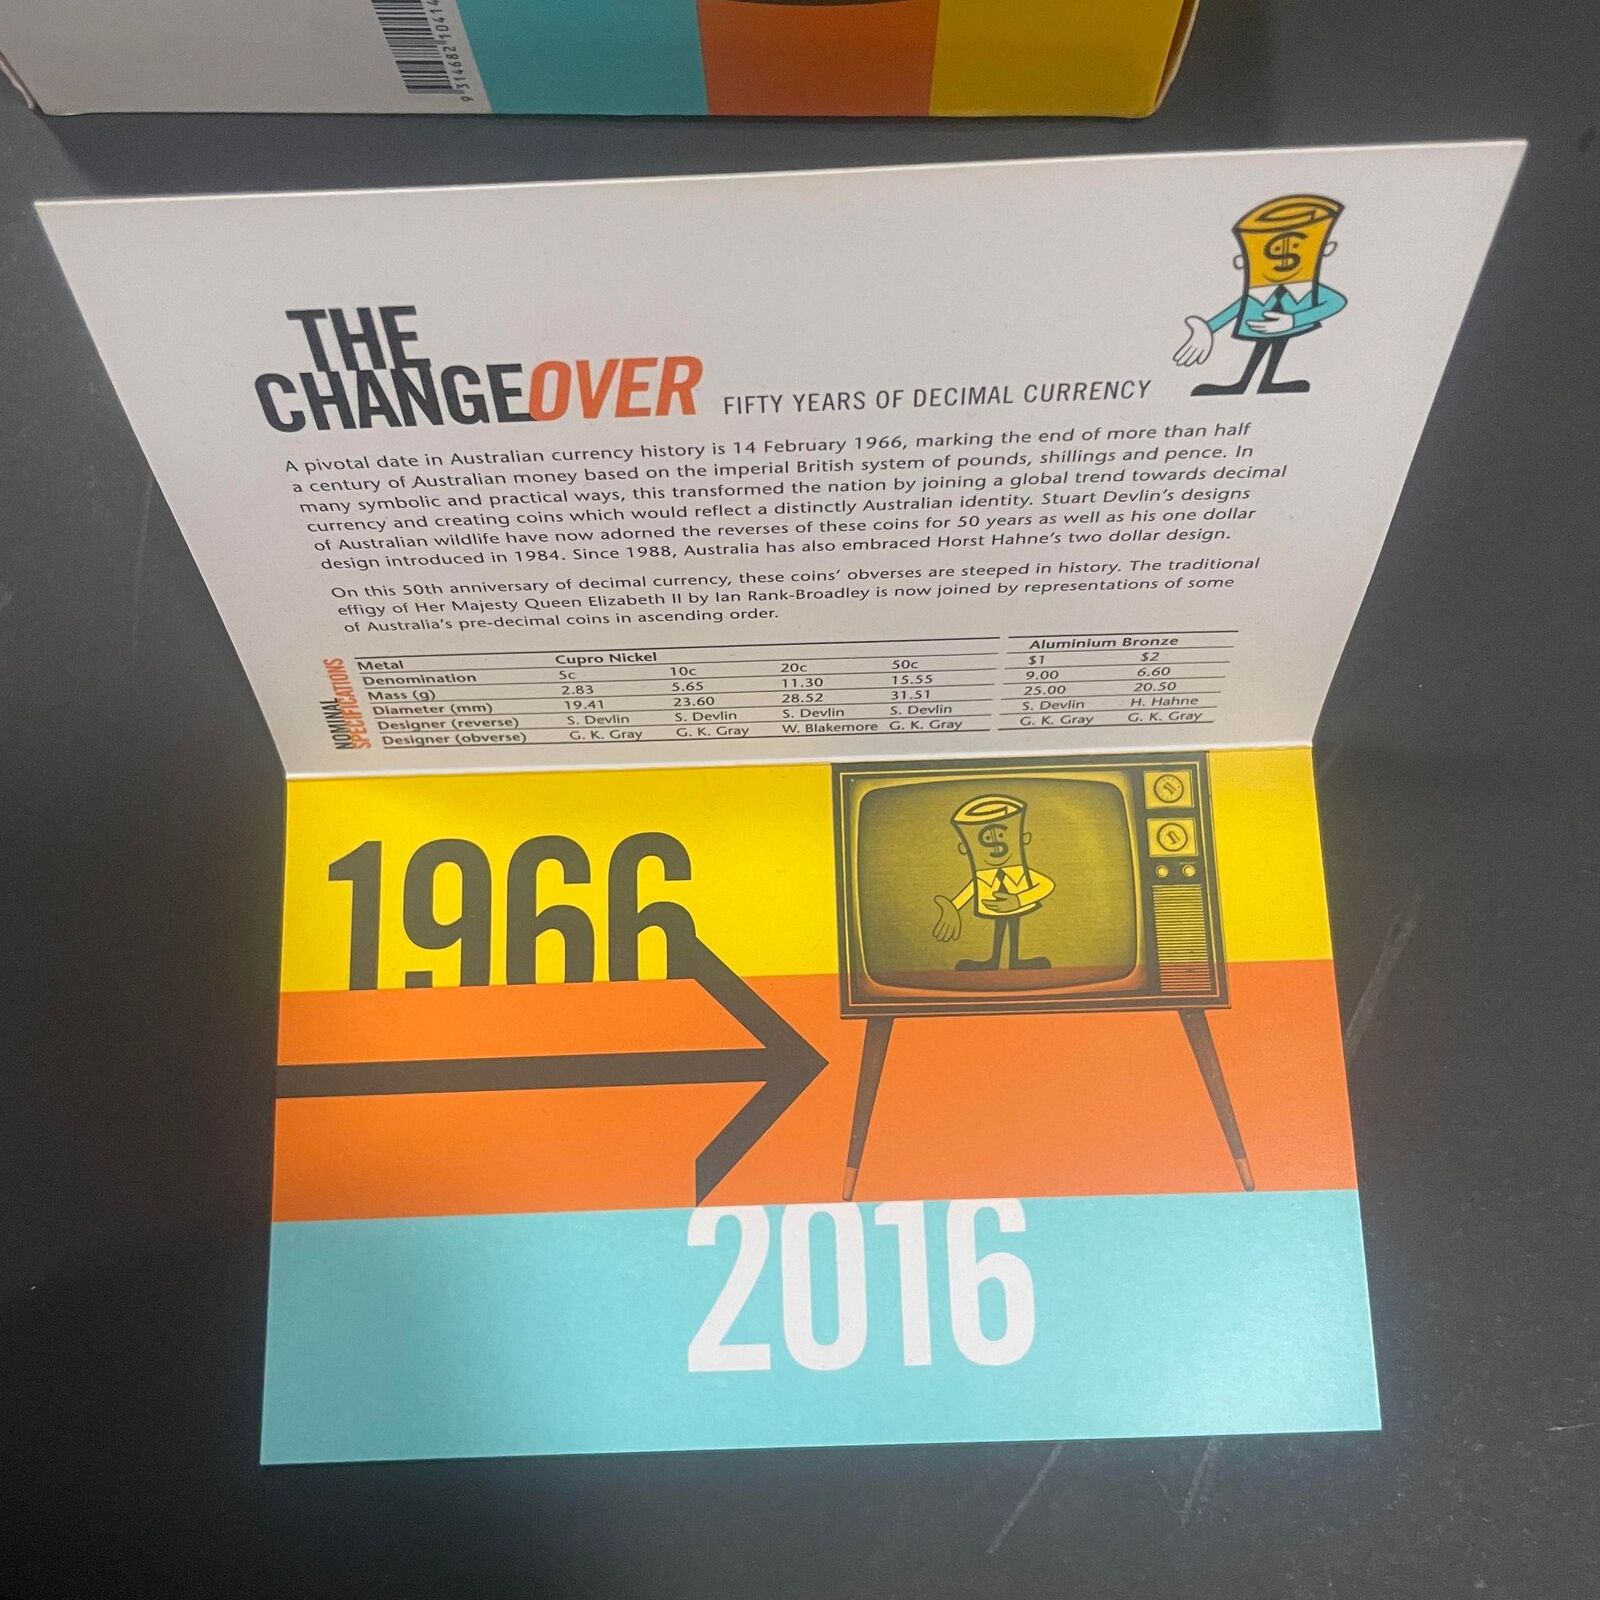 9 314682 10414
THE
CHANGEOVER FIFTY YEARS OF DECIMAL CURRENCY
$
A pivotal date in Australian currency history is 14 February 1966, marking the end of more than half
a century of Australian money based on the imperial British system of pounds, shillings and pence. In
many symbolic and practical ways, this transformed the nation by joining a global trend towards decimal
currency and creating coins which would reflect a distinctly Australian identity. Stuart Devlin's designs
of Australian wildlife have now adorned the reverses of these coins for 50 years as well as his one dollar
design introduced in 1984. Since 1988, Australia has also embraced Horst Hahne's two dollar design.
On this 50th anniversary of decimal currency, these coins' obverses are steeped in history. The traditional
effigy of Her Majesty Queen Elizabeth II by Ian Rank-Broadley is now joined by representations of some
of Australia's pre-decimal coins in ascending order.
NOMINAL
SPECIFICATIONS
Metal Cupro Nickel Aluminium Bronze
Denomination 5c 10c 20c 50c $1 $2
Mass (g) 2.83 5.65 11.30 15.55 9.00 6.60
Diameter (mm) 19.41 23.60 28.52 31.51 25.00 20.50
Designer (reverse) S. Devlin S. Devlin S. Devlin S. Devlin S. Devlin H. Hahne
Designer (obverse) G. K. Gray G. K. Gray W. Blakemore G. K. Gray G. K. Gray G. K. Gray
1966
$
2016